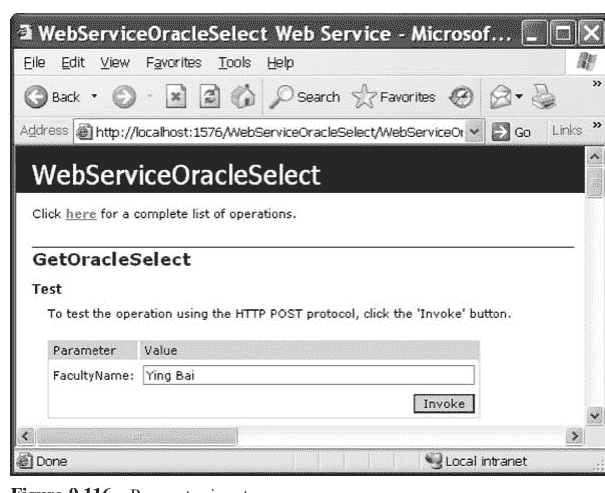 WebServiceOracleSelect Web Service - Microsof...
File Edit View Favorites Tools Help
Back Search Favorites
Address http://localhost:1576/WebServiceOracleSelect/WebServiceOr Go Links
WebServiceOracleSelect
Click here for a complete list of operations.
GetOracleSelect
Test
To test the operation using the HTTP POST protocol, click the 'Invoke' button.
Parameter Value
FacultyName: Ying Bai
Invoke
Done Local intranet
Figure 9.116